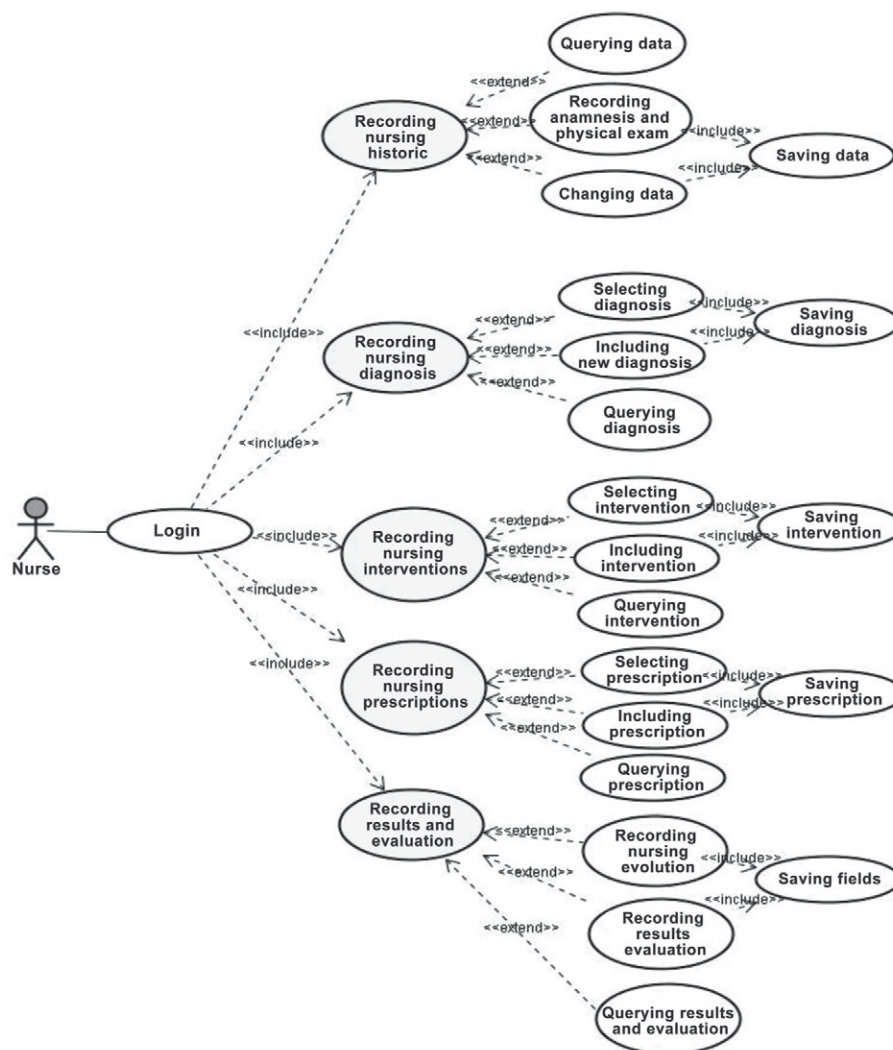 Querying data
<<extend>>
Recording
anamnesis and
physical exam
<<extend>>
<<include>>
Recording
nursing
historic
Saving data
<<extend>>
<<include>>
Changing data
Selecting
diagnosis
<<extend>>
<<include>>
Saving
diagnosis
<<include>>
<<include>>
Recording
nursing
diagnosis
<<extend>>
Including
new diagnosis
<<extend>>
Querying
diagnosis
<<include>>
Selecting
intervention
<<extend>>
<<include>>
Saving
intervention
Login
<<include>>
Recording
nursing
interventions
<<extend>>
Including
intervention
<<include>>
Nurse
<<extend>>
Querying
intervention
<<include>>
Selecting
prescription
<<extend>>
<<include>>
Saving
prescription
<<include>>
Recording
nursing
prescriptions
<<extend>>
Including
prescription
<<include>>
<<extend>>
Querying
prescription
Recording
results and
evaluation
<<extend>>
Recording
nursing
evolution
<<include>>
Saving fields
<<extend>>
<<include>>
Recording
results
evaluation
<<extend>>
Querying results
and evaluation